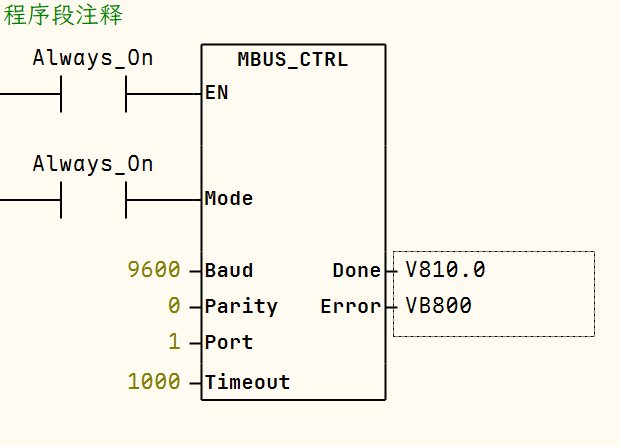 程序段注释
Always_On
MBUS_CTRL
EN
Always_On
Mode
9600 Baud Done V810.0
0 Parity Error VB800
1 Port
1000 Timeout